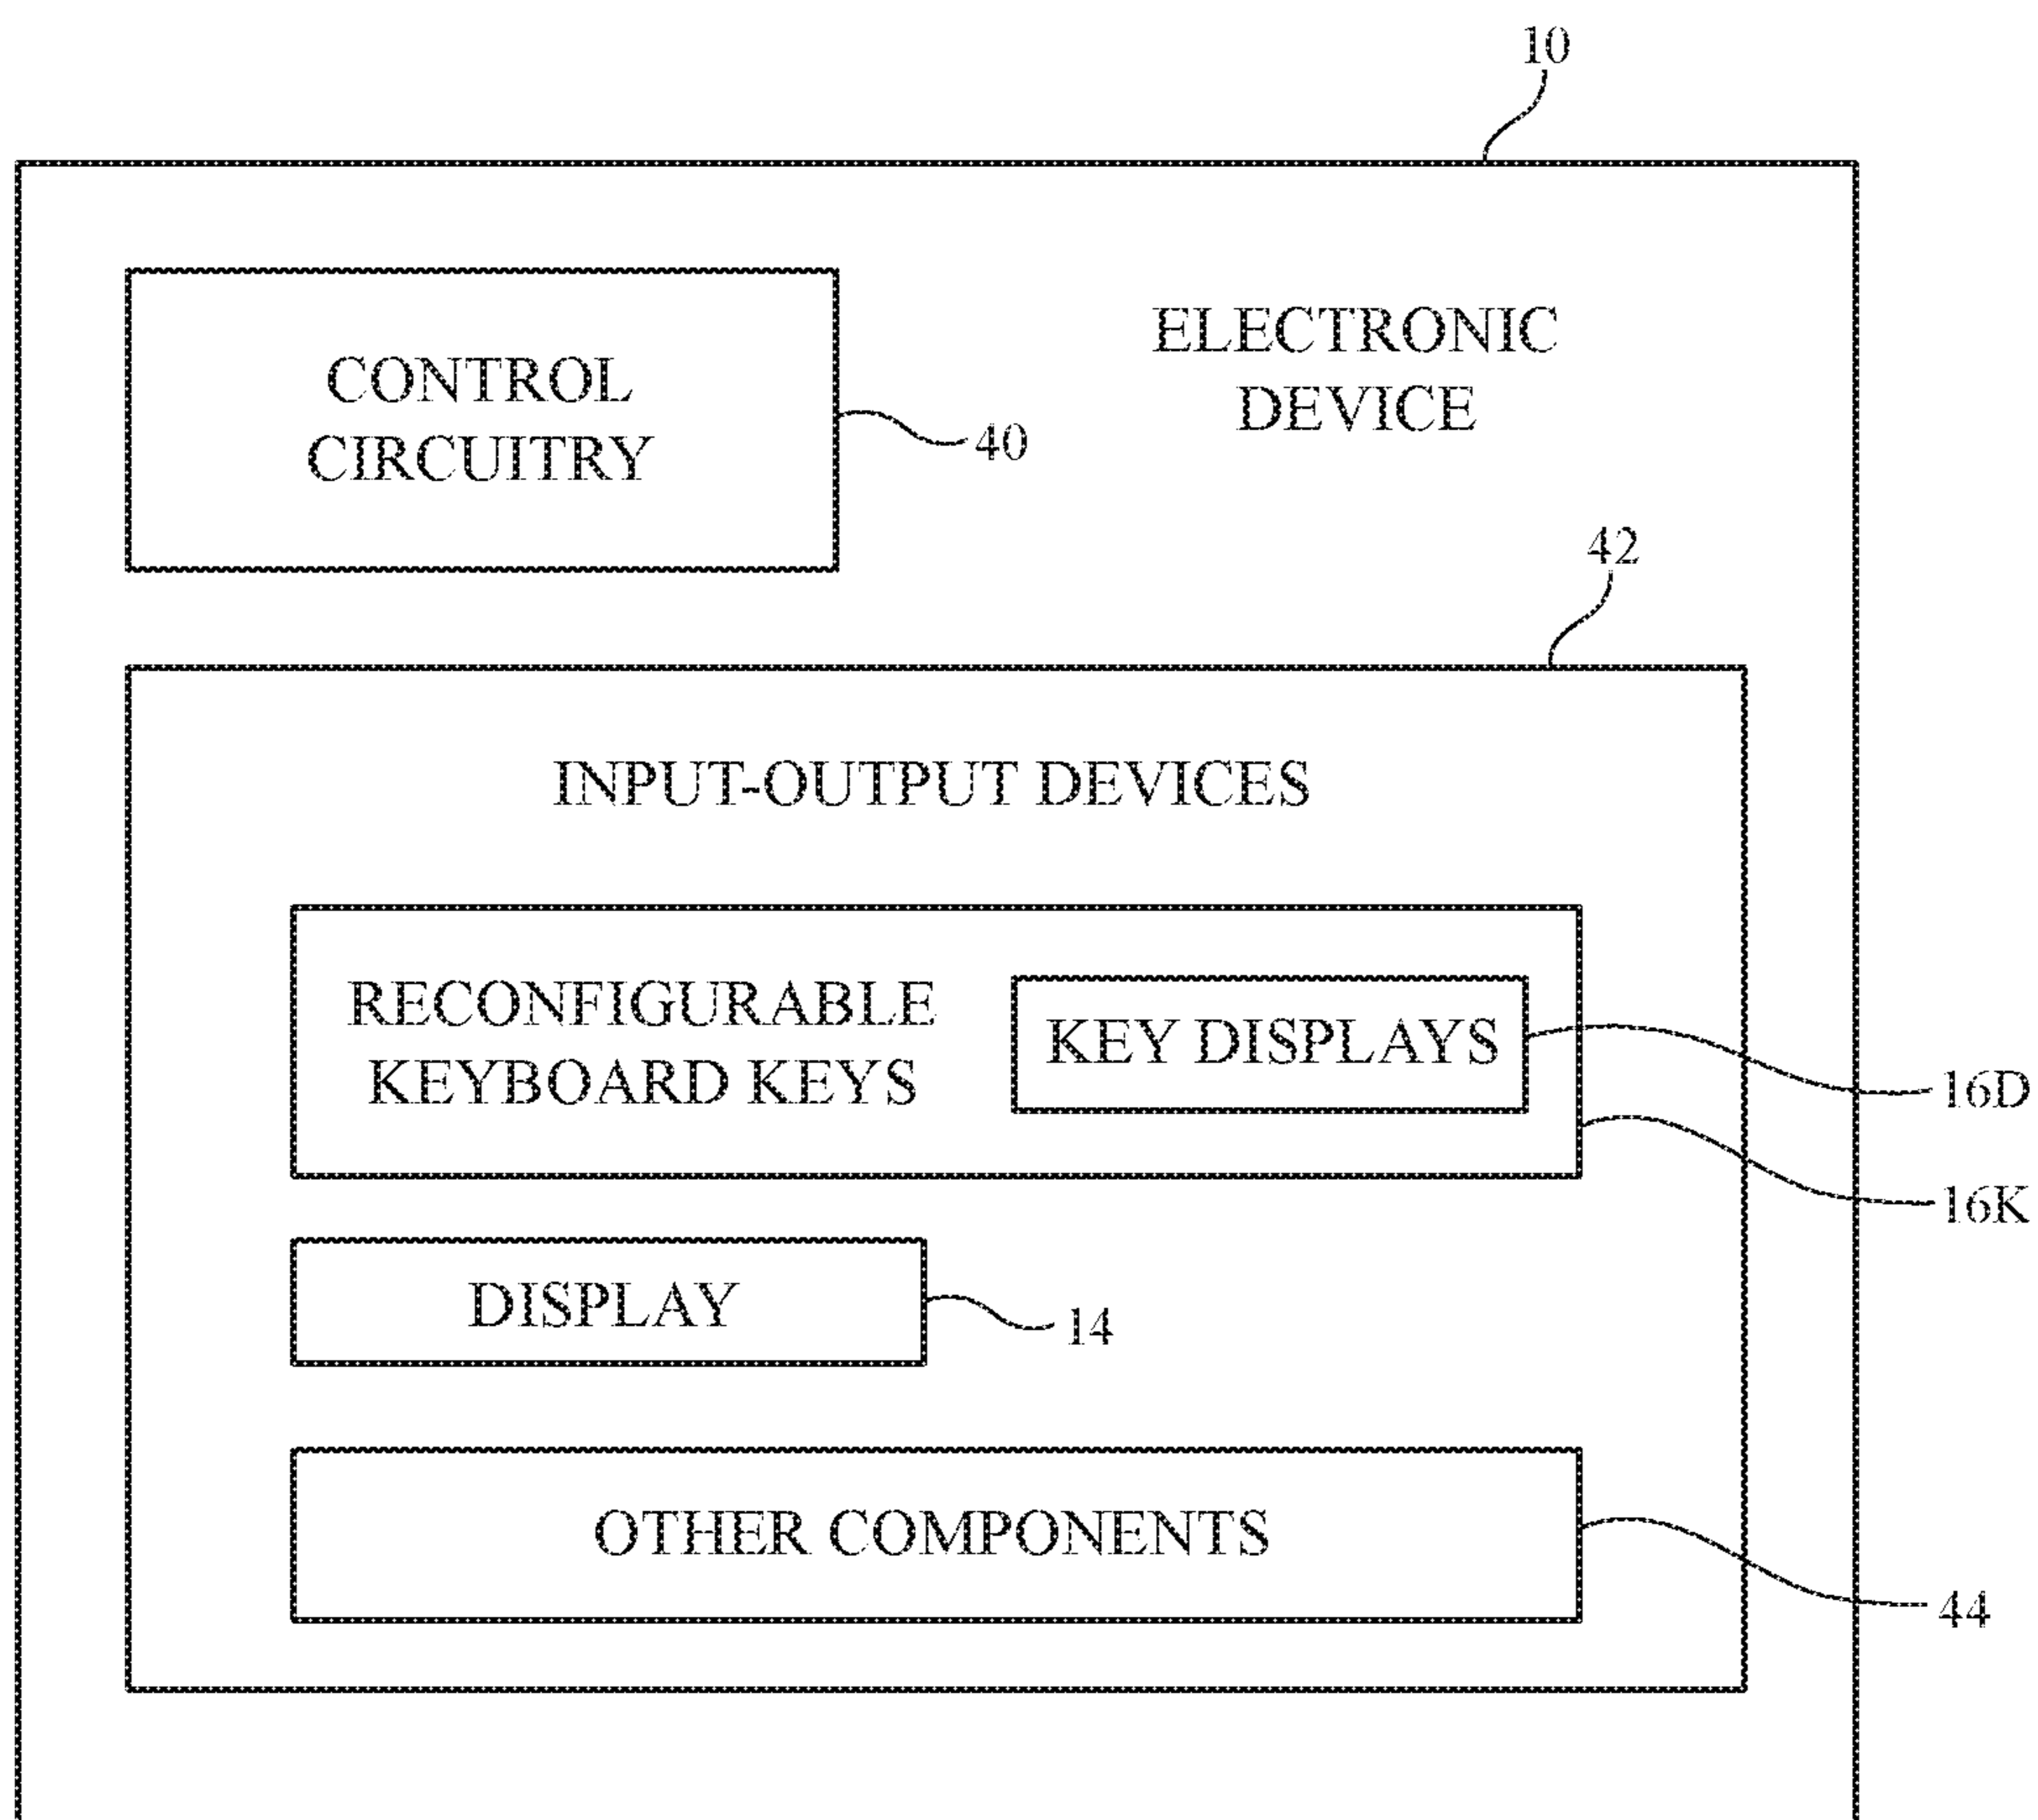 10
ELECTRONIC
DEVICE
CONTROL
CIRCUITRY
40
42
INPUT-OUTPUT DEVICES
RECONFIGURABLE
KEYBOARD KEYS
KEY DISPLAYS
16D
16K
DISPLAY
14
OTHER COMPONENTS
44